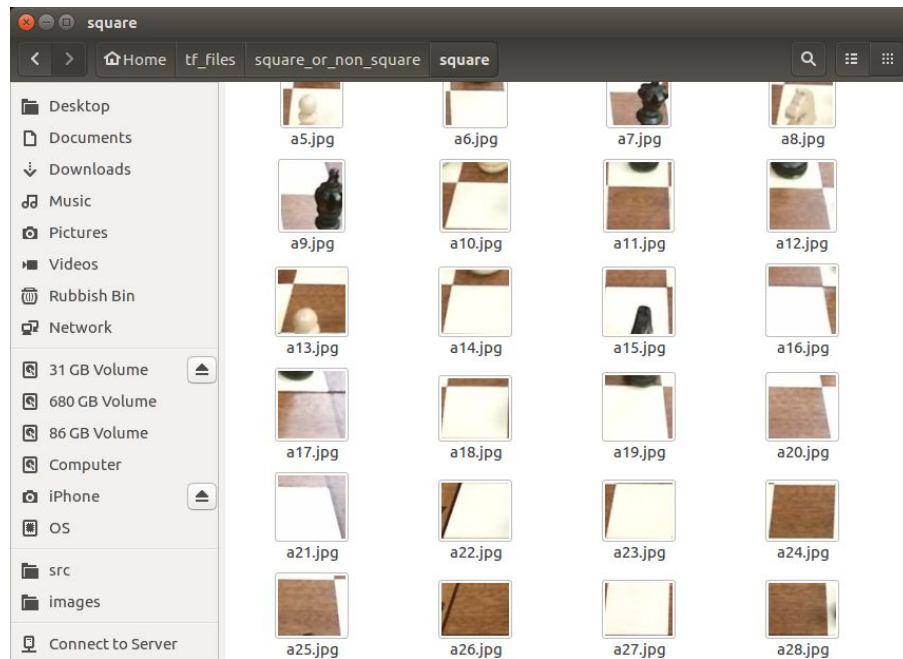 square
Home tf_files square_or_non_square square
Desktop
Documents
Downloads
Music
Pictures
Videos
Rubbish Bin
Network
31 GB Volume
680 GB Volume
86 GB Volume
Computer
iPhone
OS
src
images
Connect to Server
a5.jpg a6.jpg a7.jpg a8.jpg
a9.jpg a10.jpg a11.jpg a12.jpg
a13.jpg a14.jpg a15.jpg a16.jpg
a17.jpg a18.jpg a19.jpg a20.jpg
a21.jpg a22.jpg a23.jpg a24.jpg
a25.jpg a26.jpg a27.jpg a28.jpg